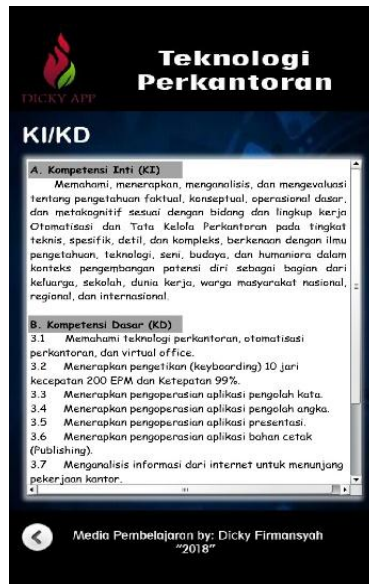 Teknologi
Perkantoran
DICKY APP
KI/KD
A. Kompetensi Inti (KI)
Memahami, menerapkan, menganalisis, dan mengevaluasi
tentang pengetahuan faktual, konseptual, operasional dasar,
dan metakognitif sesuai dengan bidang dan lingkup kerja
Otomatisasi dan Tata Kelola Perkantoran pada tingkat
teknis, spesifik, detil, dan kompleks, berkenaan dengan ilmu
pengetahuan, teknologi, seni, budaya, dan humaniora dalam
konteks pengembangan potensi diri sebagai bagian dari
keluarga, sekolah, dunia kerja, warga masyarakat nasional,
regional, dan internasional.
B. Kompetensi Dasar (KD)
3.1 Memahami teknologi perkantoran, otomatisasi
perkantoran, dan virtual office.
3.2 Menerapkan pengetikan (keyboarding) 10 jari
kecepatan 200 EPM dan Ketepatan 99%.
3.3 Menerapkan pengoperasian aplikasi pengolah kata.
3.4 Menerapkan pengoperasian aplikasi pengolah angka.
3.5 Menerapkan pengoperasian aplikasi presentasi.
3.6 Menerapkan pengoperasian aplikasi bahan cetak
(Publishing).
3.7 Menganalisis informasi dari internet untuk menunjang
pekerjaan kantor.
Media Pembelajaran by: Dicky Firmansyah
"2018"